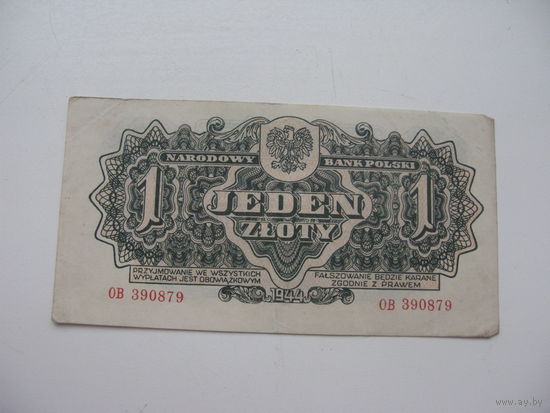 NARODOWY BANK POLSKI
1 JEDEN 1
ZŁOTY
PRZYJMOWANIE WE WSZYSTKICH
WYPŁATACH JEST OBOWIĄZKOWYM
FAŁSZOWANIE BĘDZIE KARANE
ZGODNIE Z PRAWEM
OB 390879
1944
OB 390879
www.ay.by